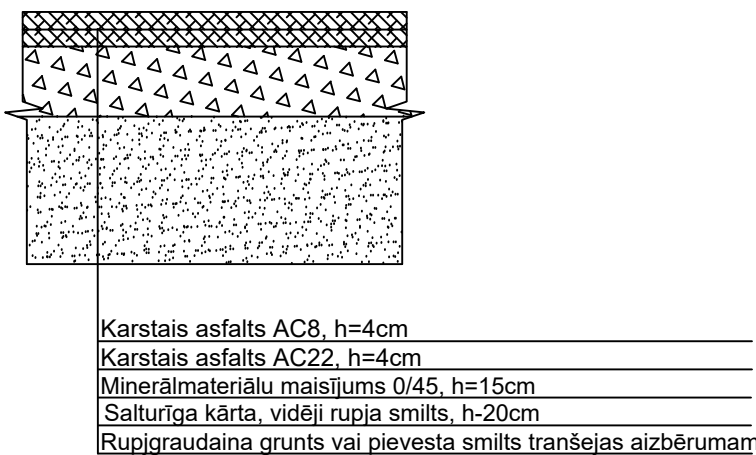 Karstais asfalts AC8, h=4cm
Karstais asfalts AC22, h=4cm
Minerālmateriālu maisījums 0/45, h=15cm
Salturīga kārta, vidēji rupja smilts, h-20cm
Rupjgraudaina grunts vai pievesta smilts tranšejas aizbērumam